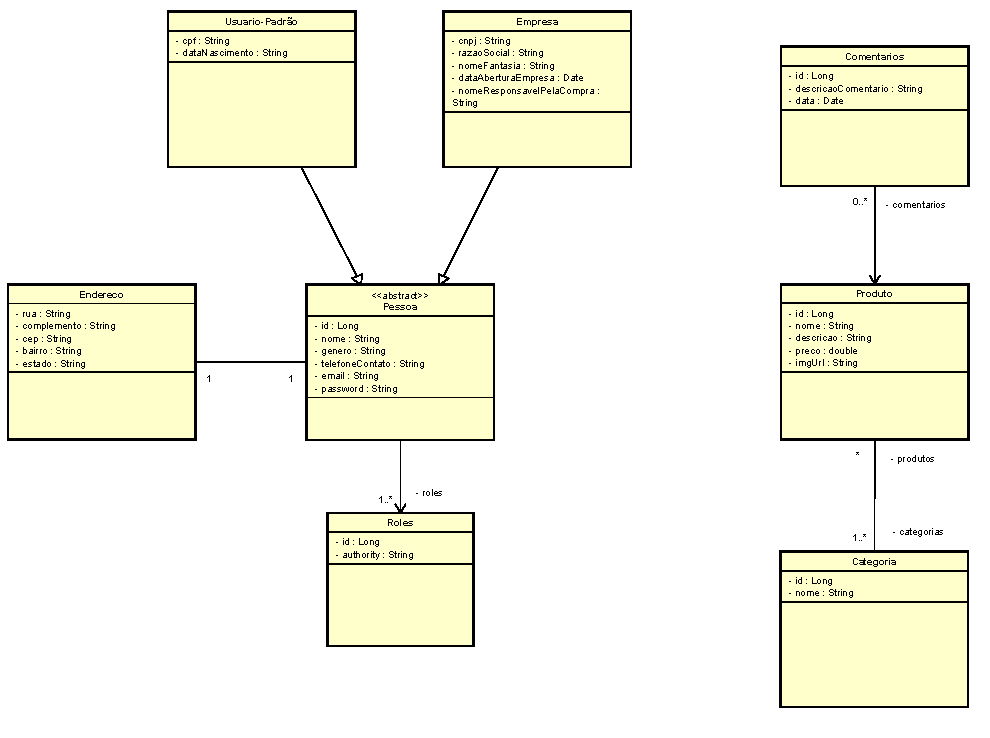 Usuario-Padrão
- cpf : String
- dataNascimento : String
Empresa
- cnpj : String
- razaoSocial : String
- nomeFantasia : String
- dataAberturaEmpresa : Date
- nomeResponsavelPelaCompra :
String
Comentarios
- id : Long
- descricaoComentario : String
- data : Date
0..*
- comentarios
Endereco
- rua : String
- complemento : String
- cep : String
- bairro : String
- estado : String
1
1
<<abstract>>
Pessoa
- id : Long
- nome : String
- genero : String
- telefoneContato : String
- email : String
- password : String
Produto
- id : Long
- nome : String
- descricao : String
- preco : double
- imgUrl : String
*
- produtos
1..*
- roles
Roles
- id : Long
- authority : String
1..*
- categorias
Categoria
- id : Long
- nome : String